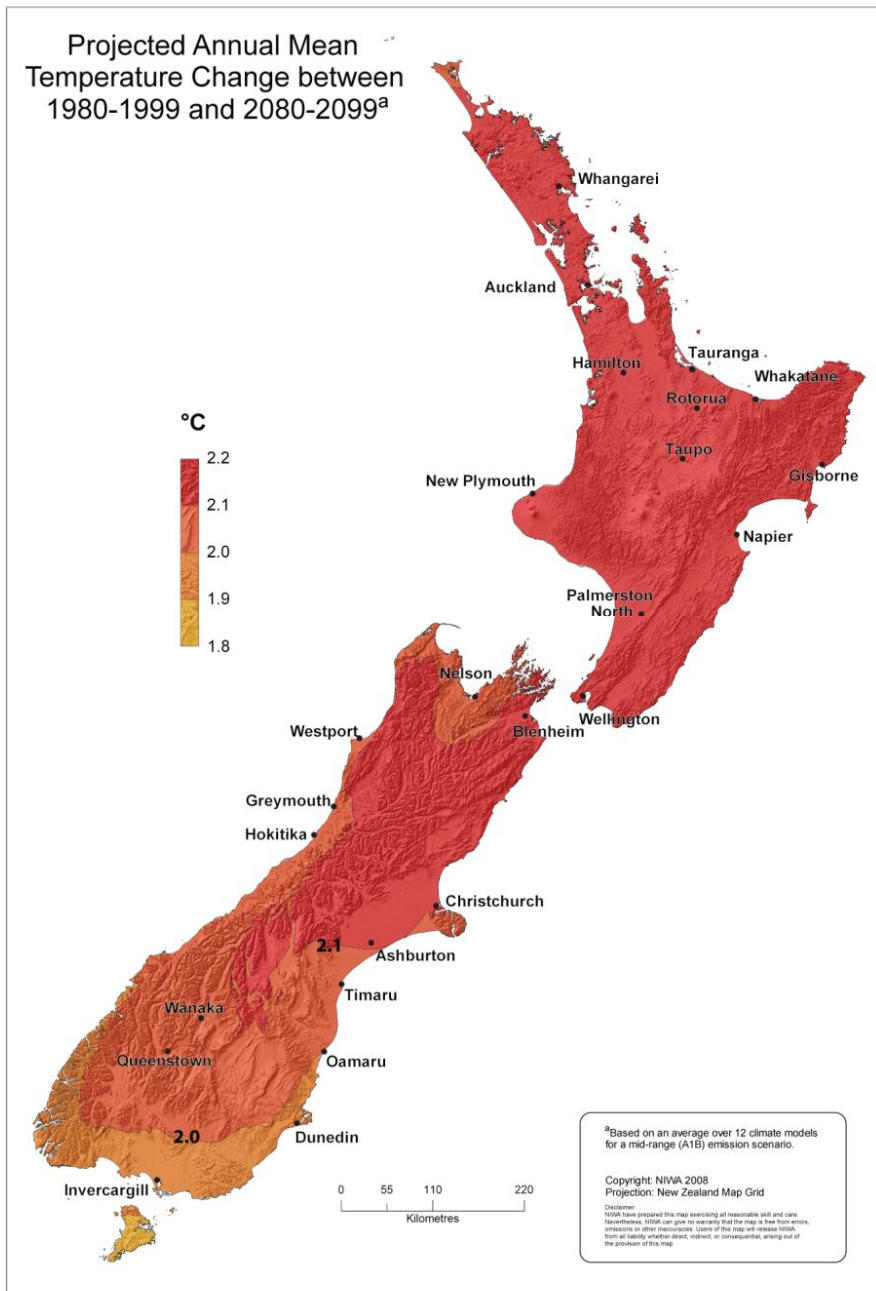 Projected Annual Mean
Temperature Change between
1980-1999 and 2080-2099ᵃ
Whangarei
Auckland
Tauranga
Hamilton
Whakatane
Rotorua
°C
Taupo
2.2
Gisborne
New Plymouth
2.1
Napier
2.0
1.9
Palmerston
North
1.8
Nelson
Wellington
Blenheim
Westport
Greymouth
Hokitika
Christchurch
2.1
Ashburton
Timaru
Wanaka
Queenstown
Oamaru
2.0
Dunedin
Invercargill
0 55 110 220
Kilometres
ᵃBased on an average over 12 climate models
for a mid-range (A1B) emission scenario.
Copyright: NIWA 2008
Projection: New Zealand Map Grid
Disclaimer
NIWA have prepared this map exercising all reasonable skill and care.
Nevertheless, NIWA can give no warranty that the map is free from errors,
omissions or other inaccuracies. Users of this map will release NIWA
from all liability whether direct, indirect, or consequential, arising out of
the provision of this map